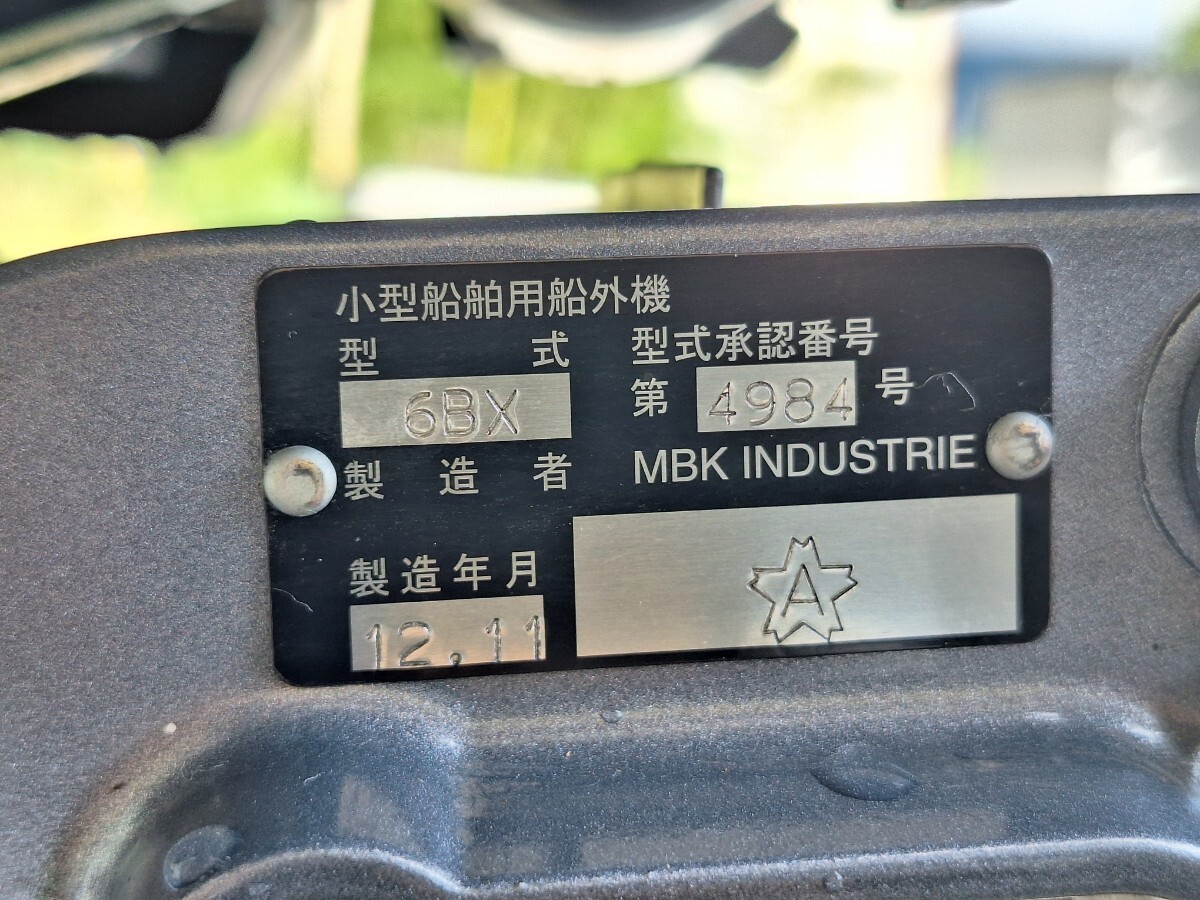 小型船舶用船外機
型式 型式承認番号
6BX 第 4984 号
製造者 MBK INDUSTRIE
製造年月
12.11
A